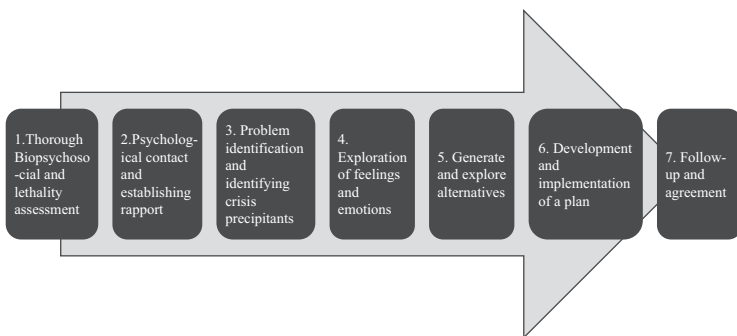 1.Thorough
Biopsychoso
-cial and
lethality
assessment
2.Psycholog-
ical contact
and
establishing
rapport
3. Problem
identification
and
identifying
crisis
precipitants
4.
Exploration
of feelings
and
emotions
5. Generate
and explore
alternatives
6. Development
and
implementation
of a plan
7. Follow-
up and
agreement